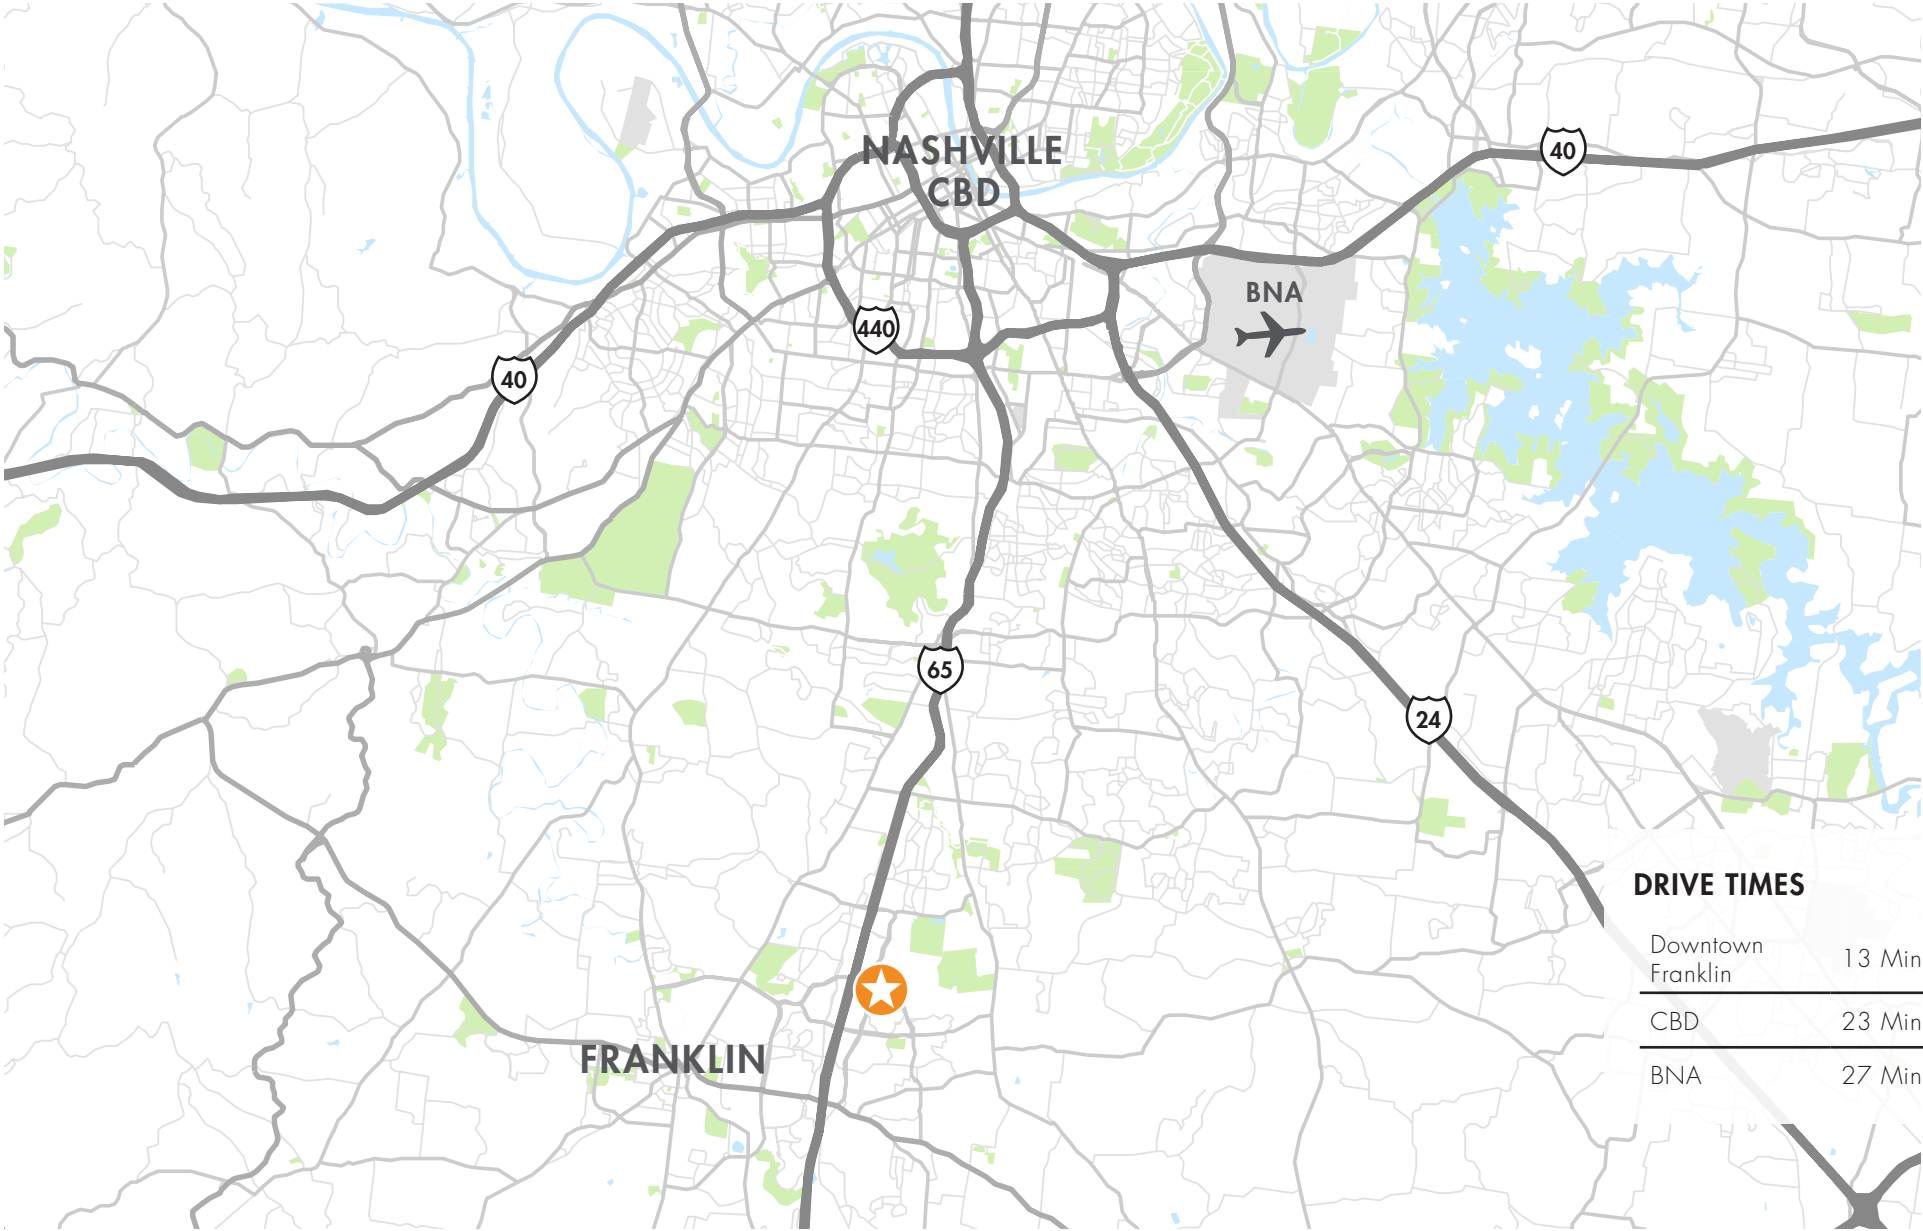 NASHVILLE
CBD
40
BNA
440
40
65
24
DRIVE TIMES
Downtown
Franklin 13 Min
CBD 23 Min
BNA 27 Min
FRANKLIN